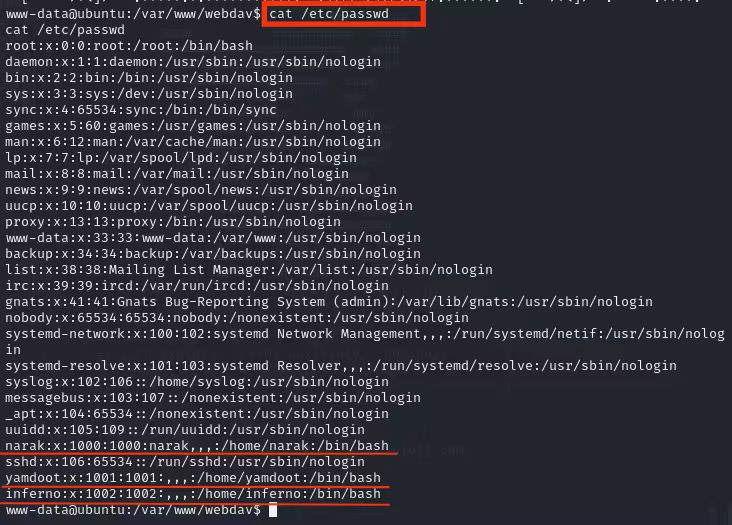 www-data@ubuntu:/var/www/webdav$ cat /etc/passwd
cat /etc/passwd
root:x:0:0:root:/root:/bin/bash
daemon:x:1:1:daemon:/usr/sbin:/usr/sbin/nologin
bin:x:2:2:bin:/bin:/usr/sbin/nologin
sys:x:3:3:sys:/dev:/usr/sbin/nologin
sync:x:4:65534:sync:/bin:/bin/sync
games:x:5:60:games:/usr/games:/usr/sbin/nologin
man:x:6:12:man:/var/cache/man:/usr/sbin/nologin
lp:x:7:7:lp:/var/spool/lpd:/usr/sbin/nologin
mail:x:8:8:mail:/var/mail:/usr/sbin/nologin
news:x:9:9:news:/var/spool/news:/usr/sbin/nologin
uucp:x:10:10:uucp:/var/spool/uucp:/usr/sbin/nologin
proxy:x:13:13:proxy:/bin:/usr/sbin/nologin
www-data:x:33:33:www-data:/var/www:/usr/sbin/nologin
backup:x:34:34:backup:/var/backups:/usr/sbin/nologin
list:x:38:38:Mailing List Manager:/var/list:/usr/sbin/nologin
irc:x:39:39:ircd:/var/run/ircd:/usr/sbin/nologin
gnats:x:41:41:Gnats Bug-Reporting System (admin):/var/lib/gnats:/usr/sbin/nologin
nobody:x:65534:65534:nobody:/nonexistent:/usr/sbin/nologin
systemd-network:x:100:102:systemd Network Management,,,:/run/systemd/netif:/usr/sbin/nolog
in
systemd-resolve:x:101:103:systemd Resolver,,,:/run/systemd/resolve:/usr/sbin/nologin
syslog:x:102:106::/home/syslog:/usr/sbin/nologin
messagebus:x:103:107::/nonexistent:/usr/sbin/nologin
_apt:x:104:65534::/nonexistent:/usr/sbin/nologin
uuidd:x:105:109::/run/uuidd:/usr/sbin/nologin
narak:x:1000:1000:narak,,,:/home/narak:/bin/bash
sshd:x:106:65534::/run/sshd:/usr/sbin/nologin
yamdoot:x:1001:1001:,,,:/home/yamdoot:/bin/bash
inferno:x:1002:1002:,,,:/home/inferno:/bin/bash
www-data@ubuntu:/var/www/webdav$